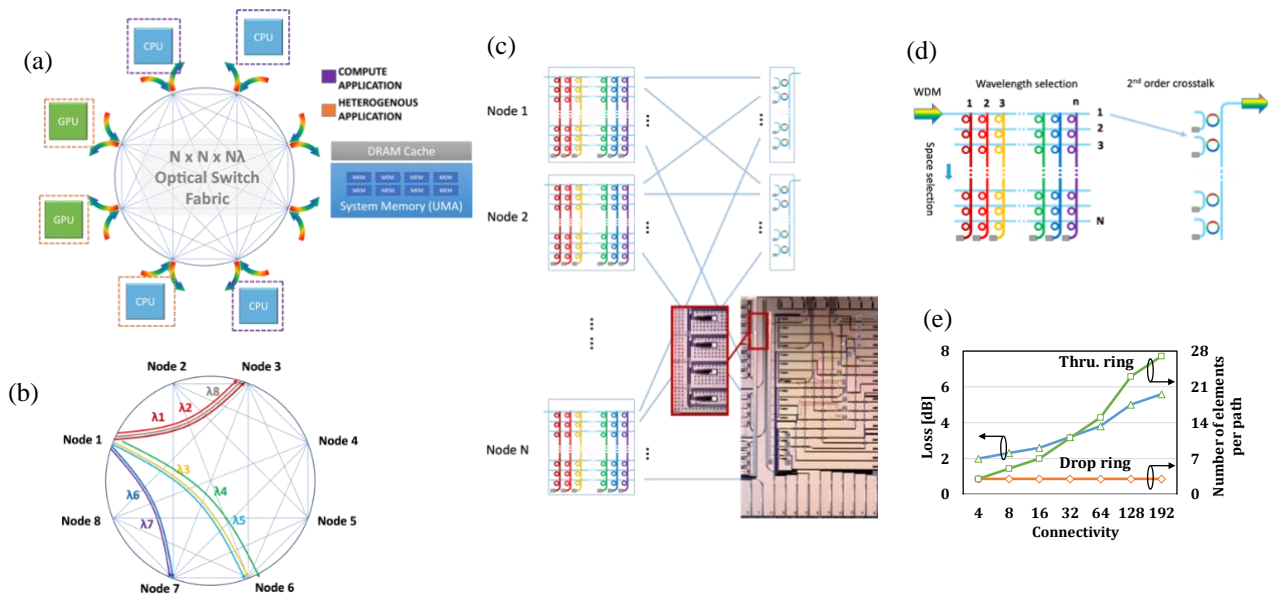 (a)
CPU
CPU
COMPUTE
APPLICATION
HETEROGENOUS
APPLICATION
GPU
GPU
N x N x Nλ
Optical Switch
Fabric
DRAM Cache
MEM MEM MEM MEM
MEM MEM MEM MEM
System Memory (UMA)
CPU
CPU
(b)
Node 2
Node 3
Node 1
Node 4
Node 8
Node 5
Node 7
Node 6
λ1
λ2
λ8
λ3
λ4
λ5
λ6
λ7
(c)
Node 1
...
...
Node 2
...
...
...
...
Node N
...
...
(d)
WDM
Wavelength selection
2nd order crosstalk
1 2 3 n
1
2
3
N
Space selection
(e)
8
6
4
2
0
Loss [dB]
28
23
18
14
9
7
0
Number of elements
per path
Thru. ring
Drop ring
4 8 16 32 64 128 192
Connectivity